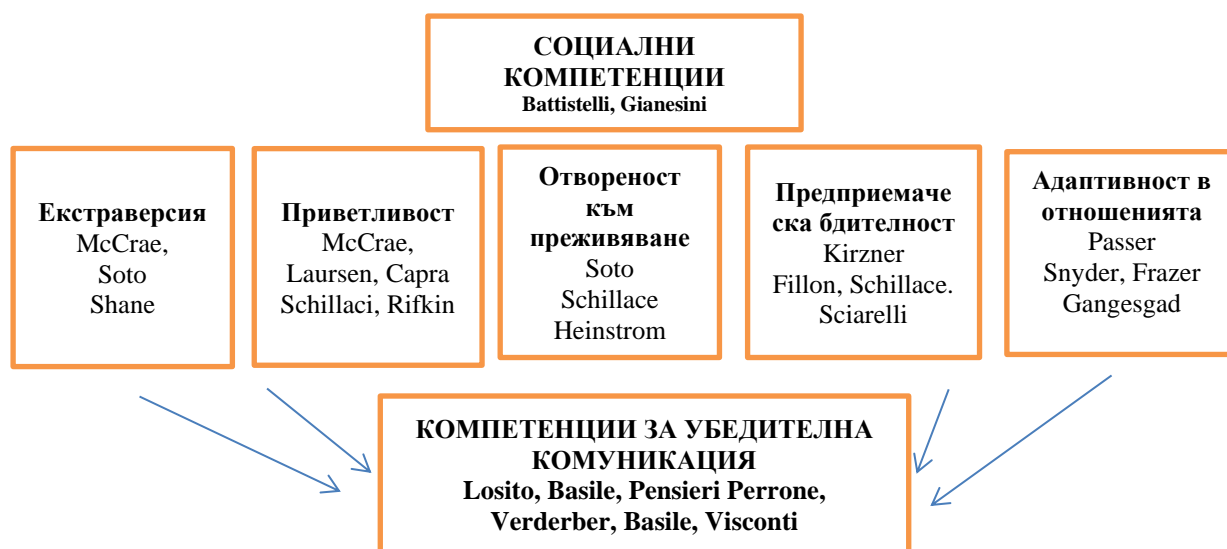 СОЦИАЛНИ
КОМПЕТЕНЦИИ
Battistelli, Gianesini
Екстраверсия
McCrae,
Soto
Shane
Приветливост
McCrae,
Laursen, Capra
Schillaci, Rifkin
Отвореност
към
преживяване
Soto
Schillace
Heinstrom
Предприемаче
ска бдителност
Kirzner
Fillon, Schillace.
Sciarelli
Адаптивност в
отношенията
Passer
Snyder, Frazer
Gangesgad
КОМПЕТЕНЦИИ ЗА УБЕДИТЕЛНА
КОМУНИКАЦИЯ
Losito, Basile, Pensieri Perrone,
Verderber, Basile, Visconti